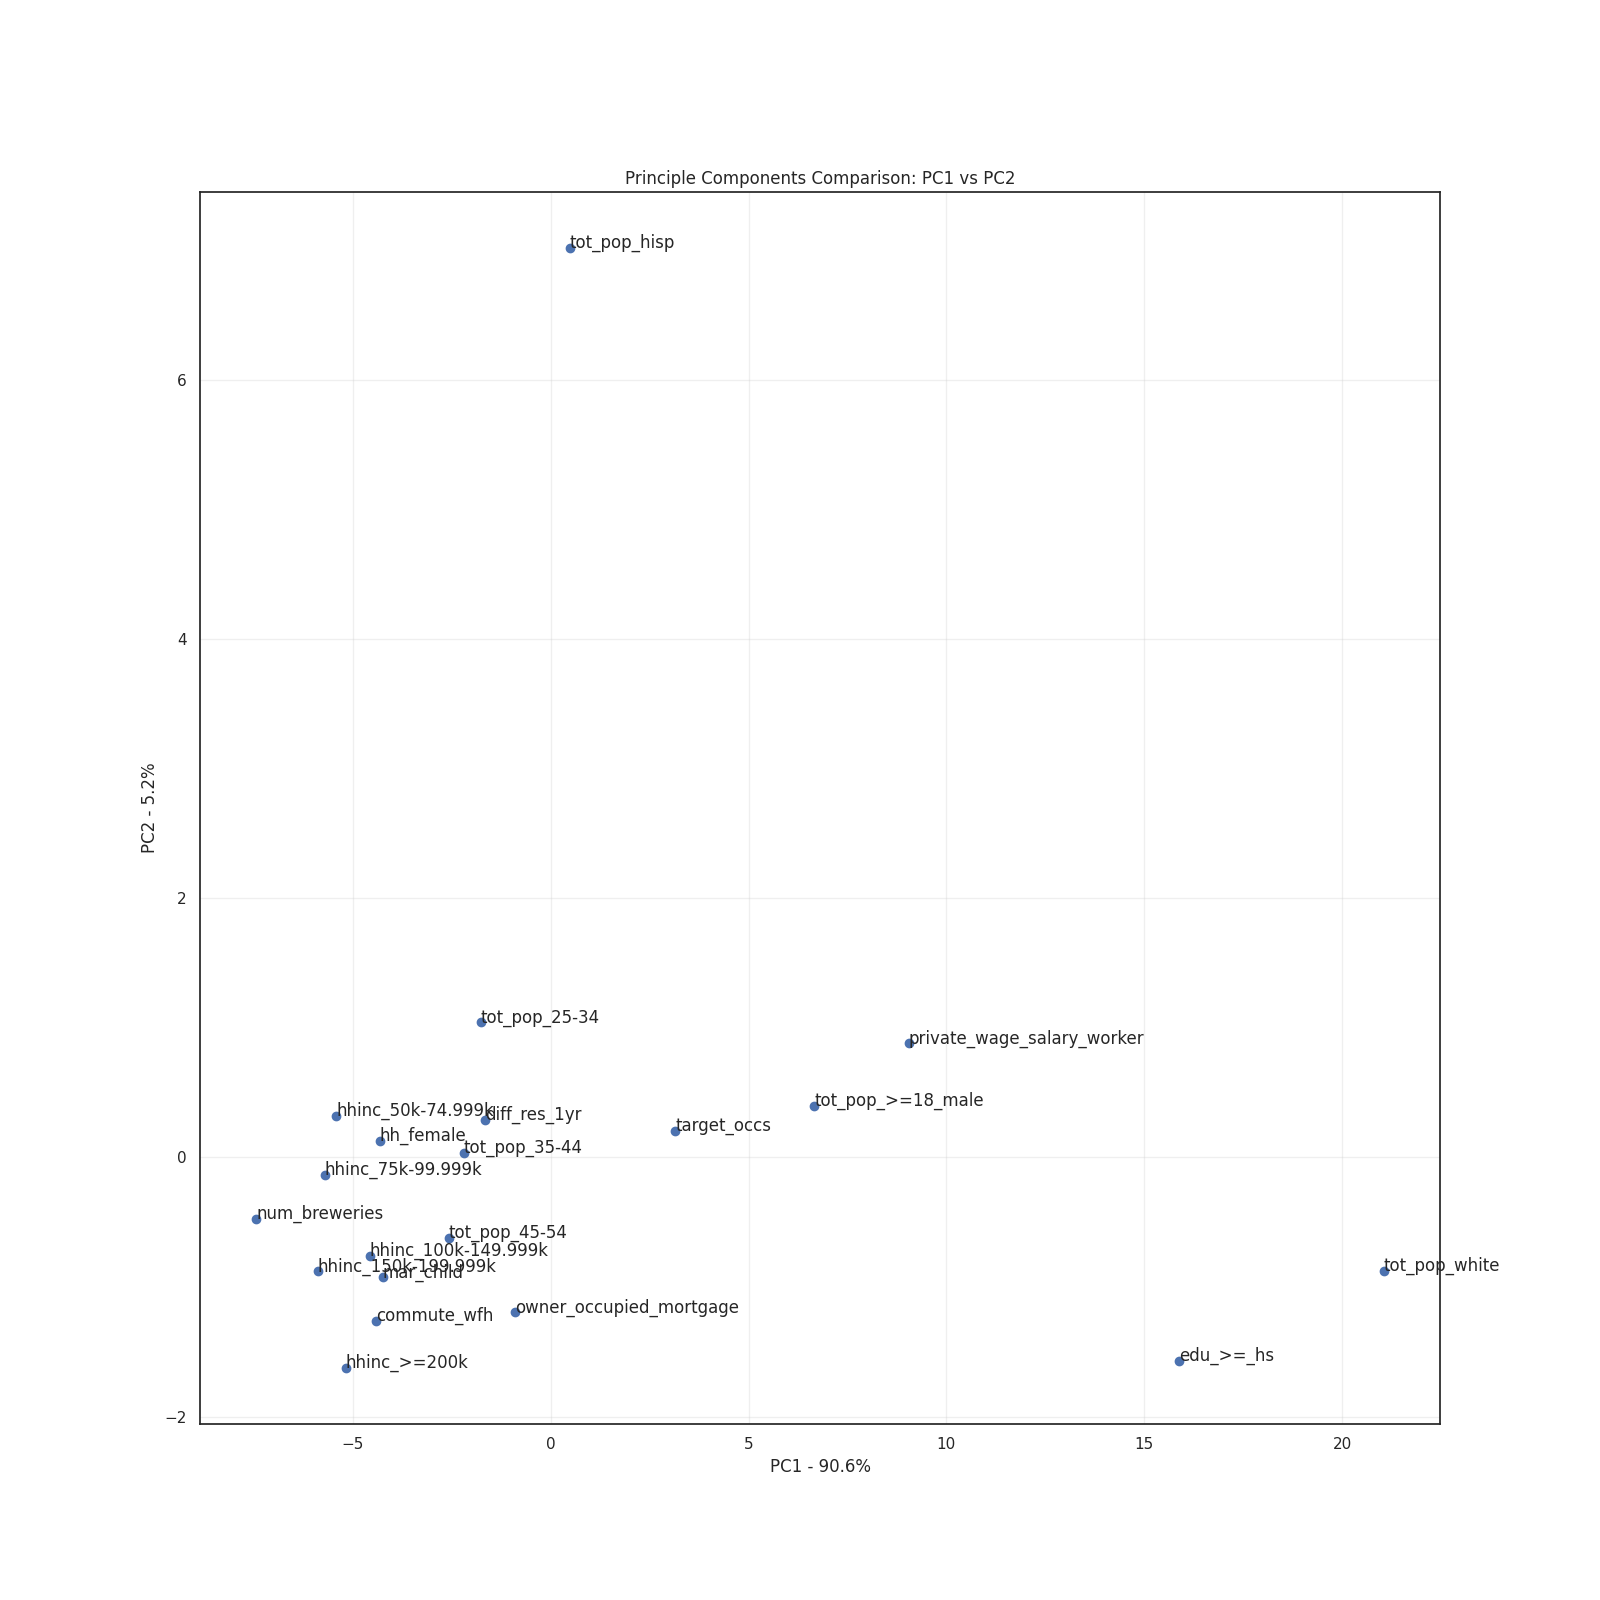 Principle Components Comparison: PC1 vs PC2
tot_pop_hisp
6
4
PC2 - 5.2%
2
tot_pop_25-34
private_wage_salary_worker
tot_pop_>=18_male
hhinc_50k-74.999k
diff_res_1yr
target_occs
hh_female
tot_pop_35-44
0
hhinc_75k-99.999k
num_breweries
tot_pop_45-54
hhinc_100k-149.999k
hhinc_150k-199.999k
mar_child
tot_pop_white
owner_occupied_mortgage
commute_wfh
edu_>=_hs
hhinc_>=200k
−2
−5
0
5
10
15
20
PC1 - 90.6%